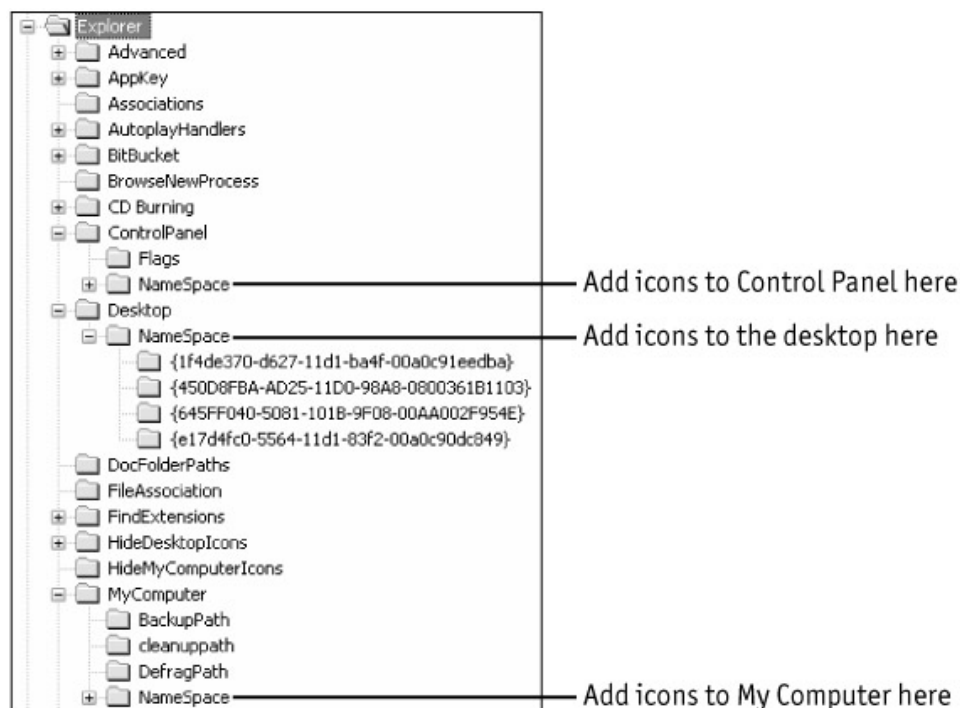 Explorer
Advanced
AppKey
Associations
AutoplayHandlers
BitBucket
BrowseNewProcess
CD Burning
ControlPanel
Flags
NameSpace Add icons to Control Panel here
Desktop
NameSpace Add icons to the desktop here
{1f4de370-d627-11d1-ba4f-00a0c91eedba}
{450D8FBA-AD25-11D0-98A8-0800361B1103}
{645FF040-5081-101B-9F08-00AA002F954E}
{e17d4fc0-5564-11d1-83f2-00a0c90dc849}
DocFolderPaths
FileAssociation
FindExtensions
HideDesktopIcons
HideMyComputerIcons
MyComputer
BackupPath
cleanuppath
DefragPath
NameSpace Add icons to My Computer here